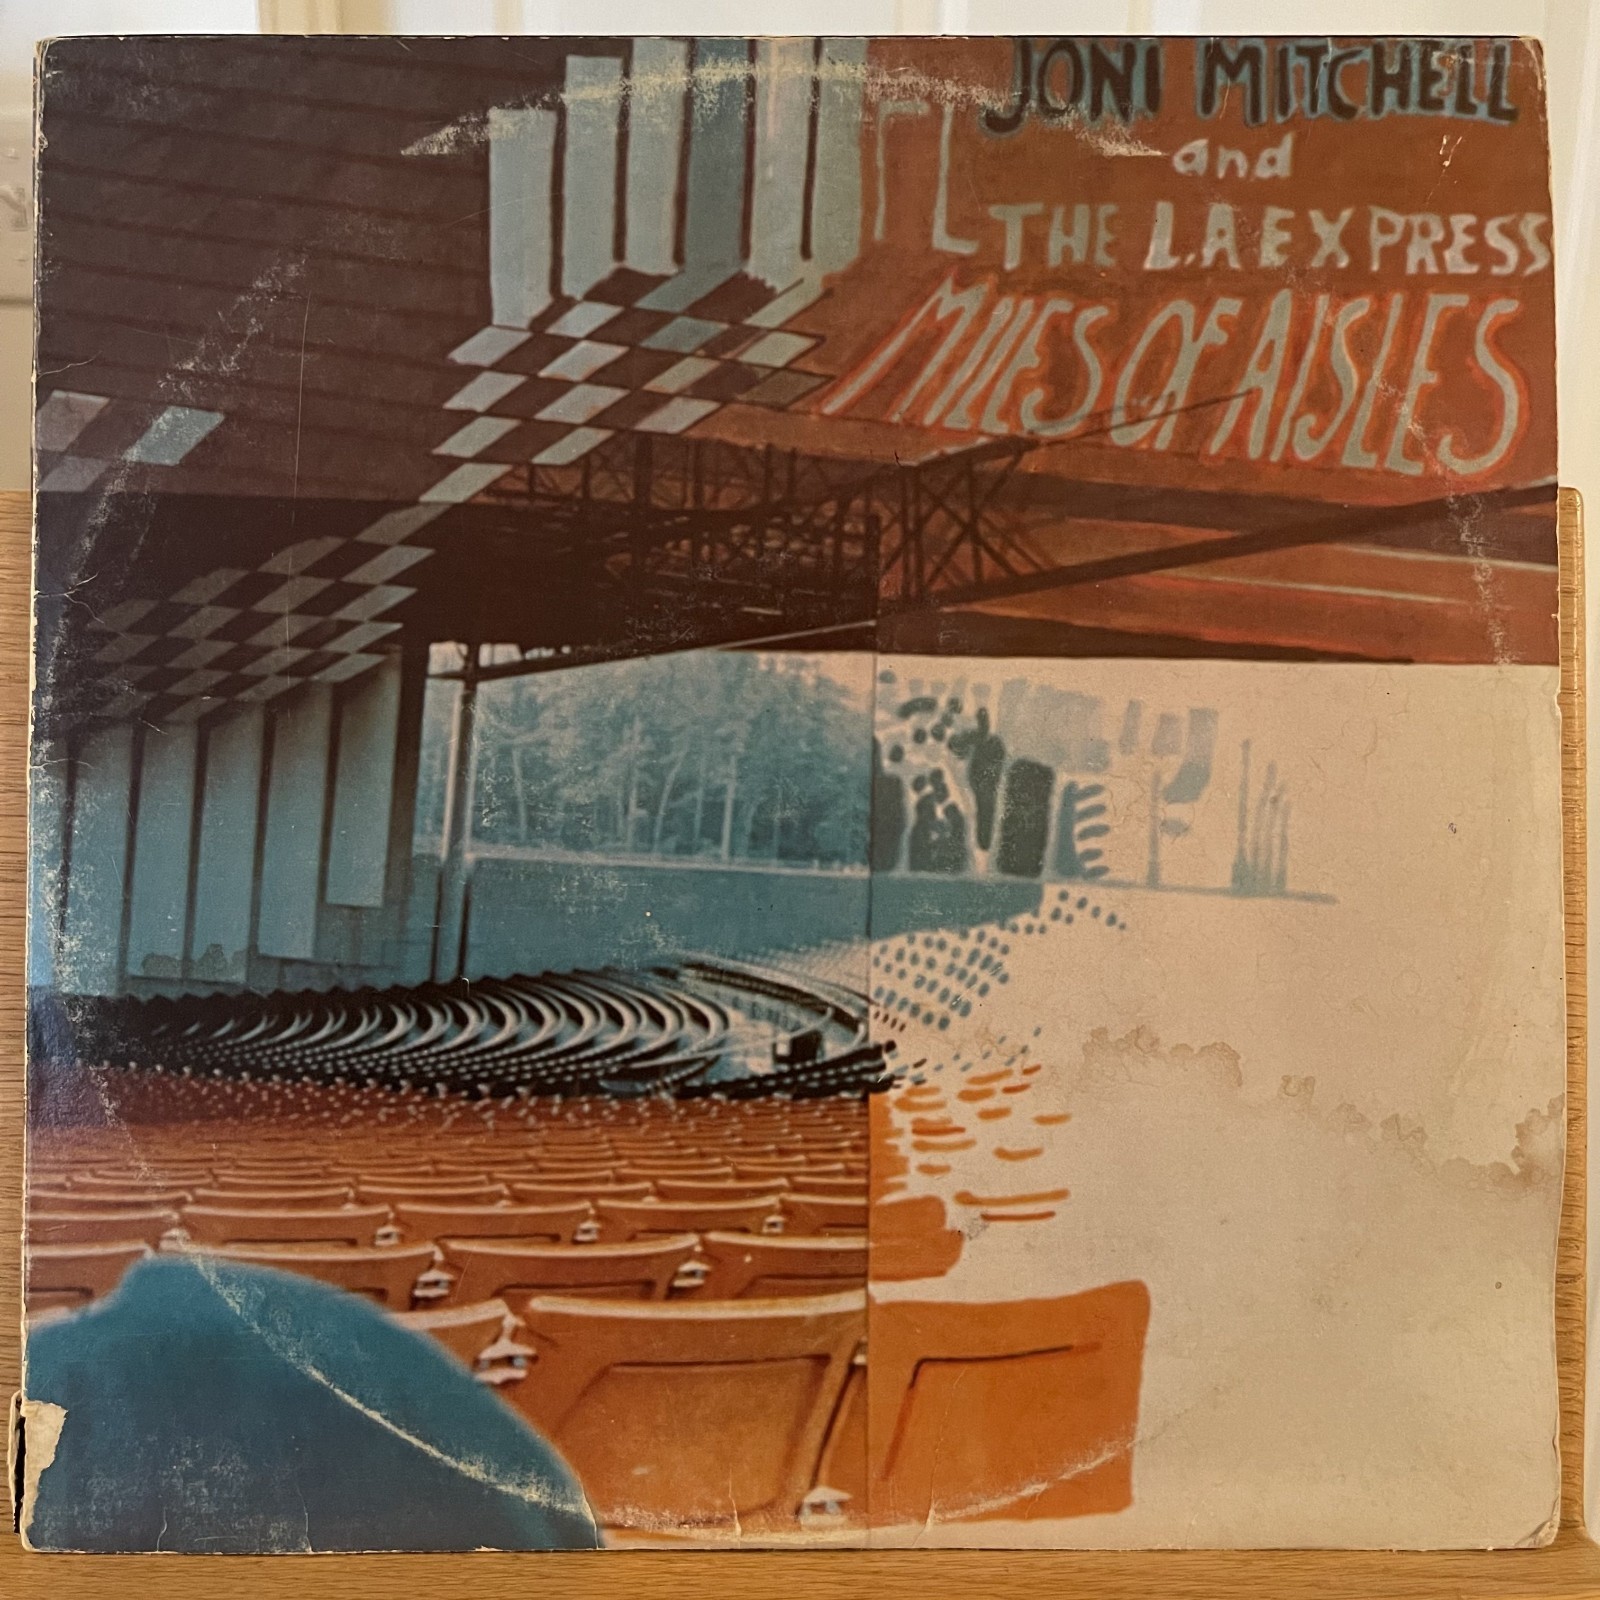 JONI MITCHELL
and
THE L.A EXPRESS
MILES OF AISLES